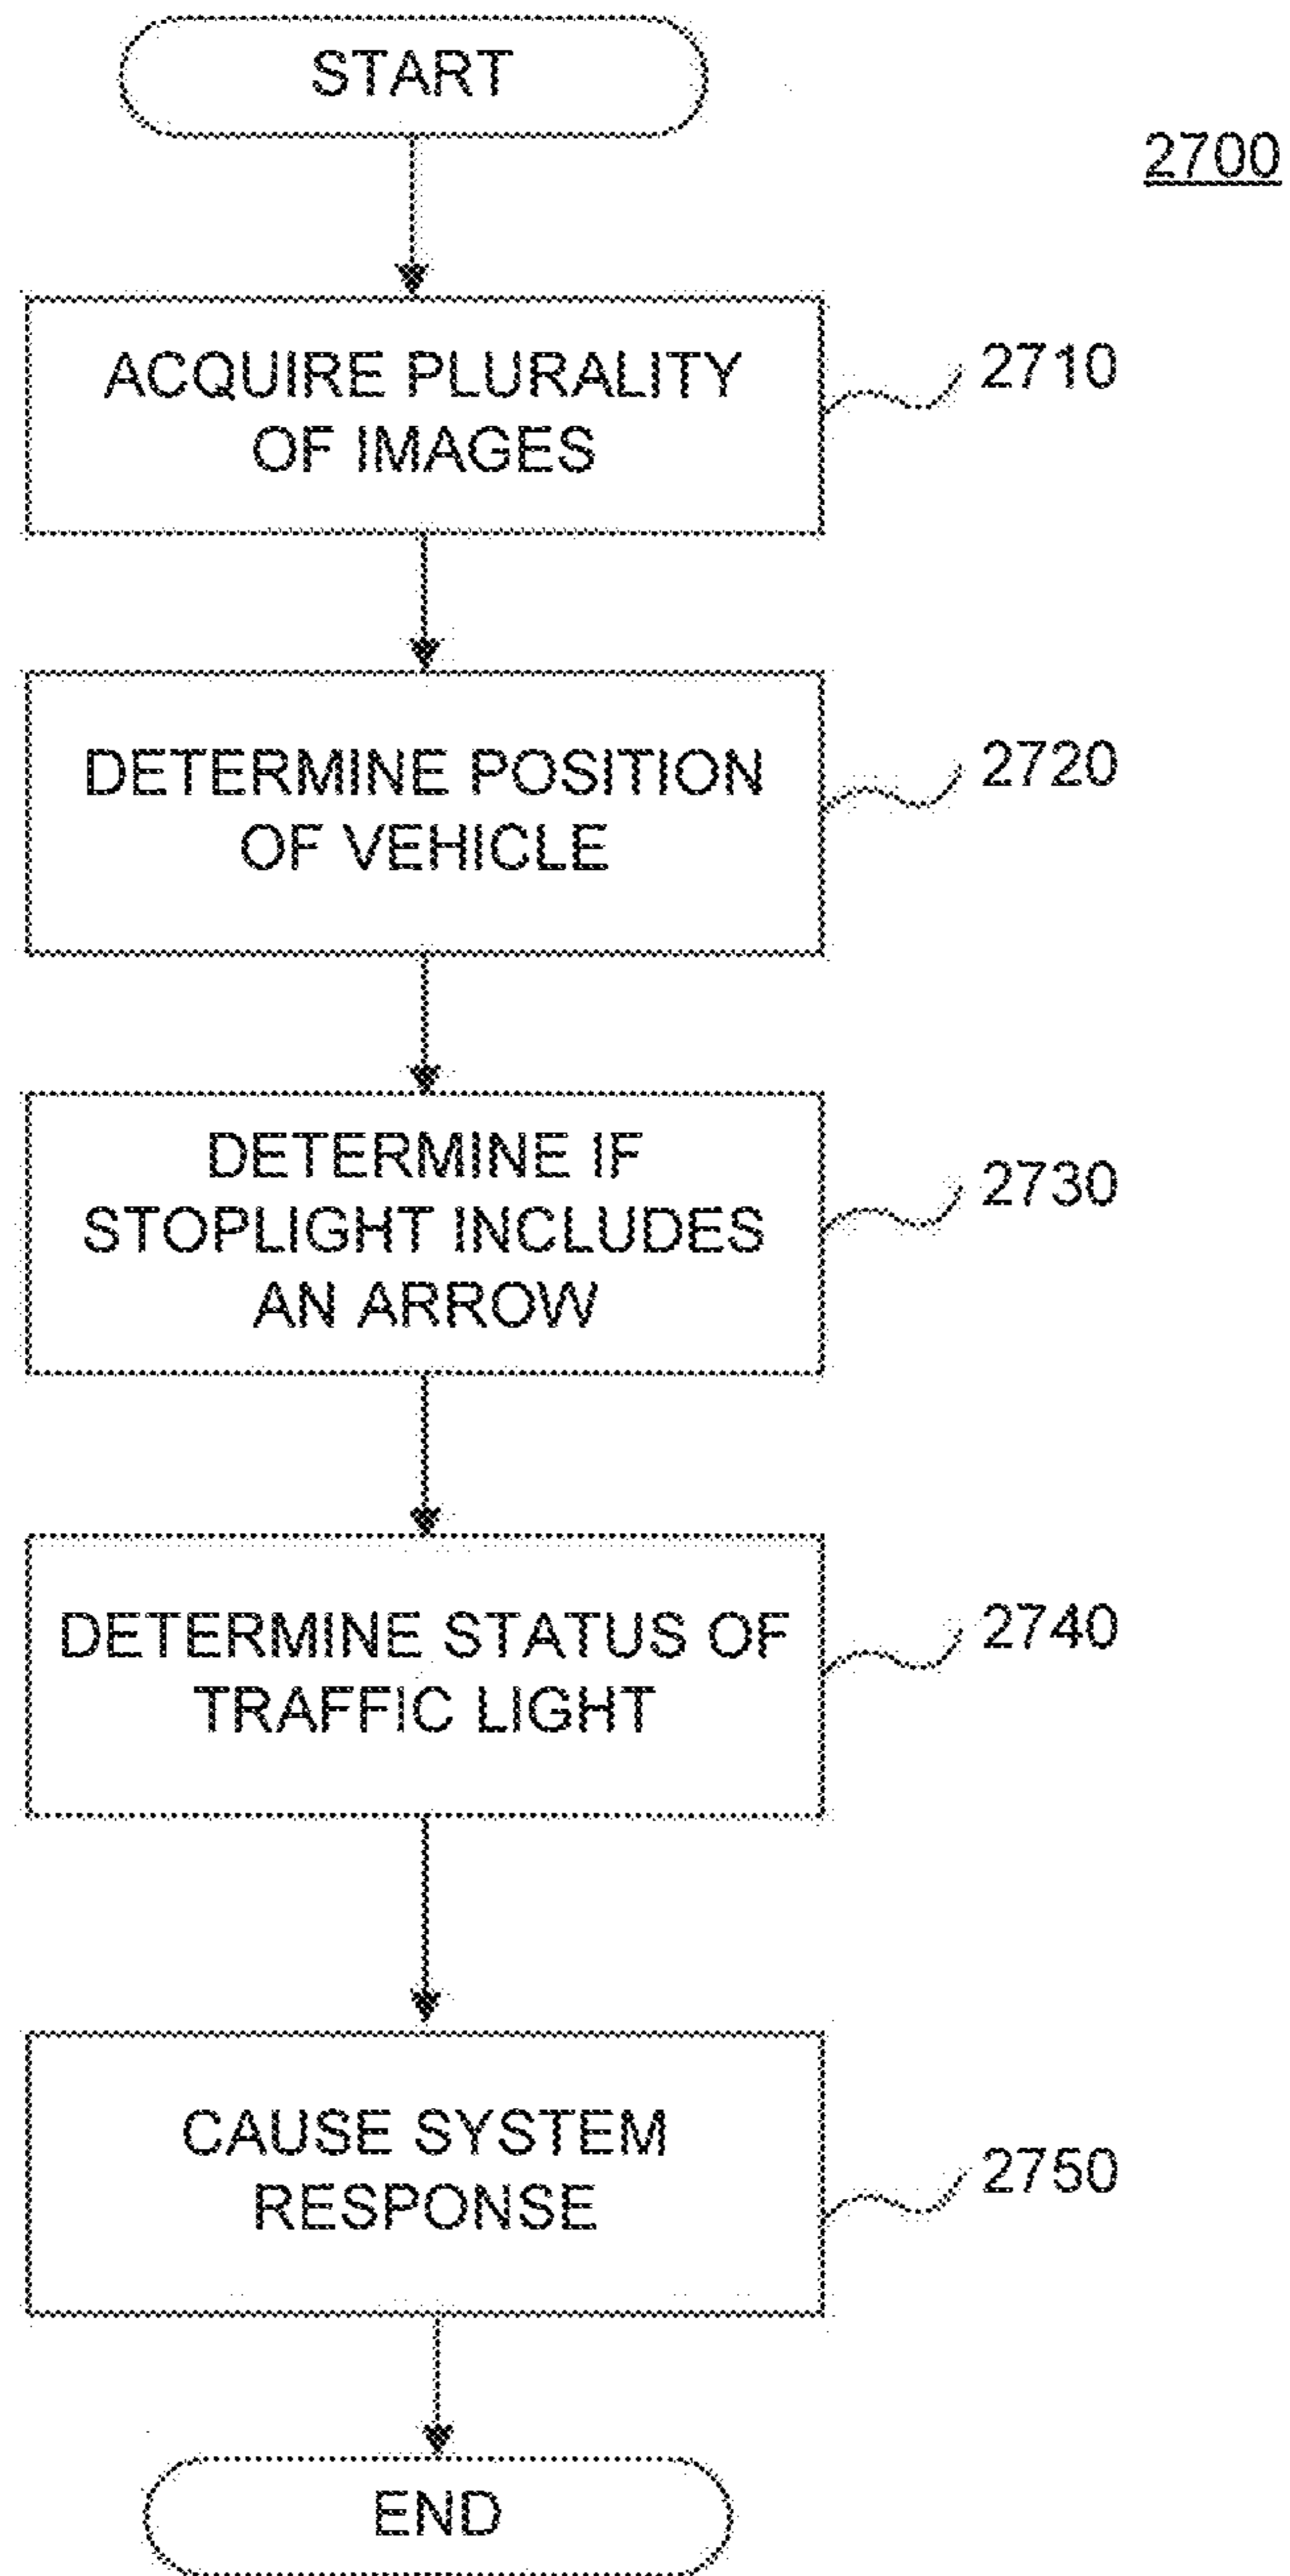 START
2700
ACQUIRE PLURALITY
OF IMAGES
2710
DETERMINE POSITION
OF VEHICLE
2720
DETERMINE IF
STOPLIGHT INCLUDES
AN ARROW
2730
DETERMINE STATUS OF
TRAFFIC LIGHT
2740
CAUSE SYSTEM
RESPONSE
2750
END